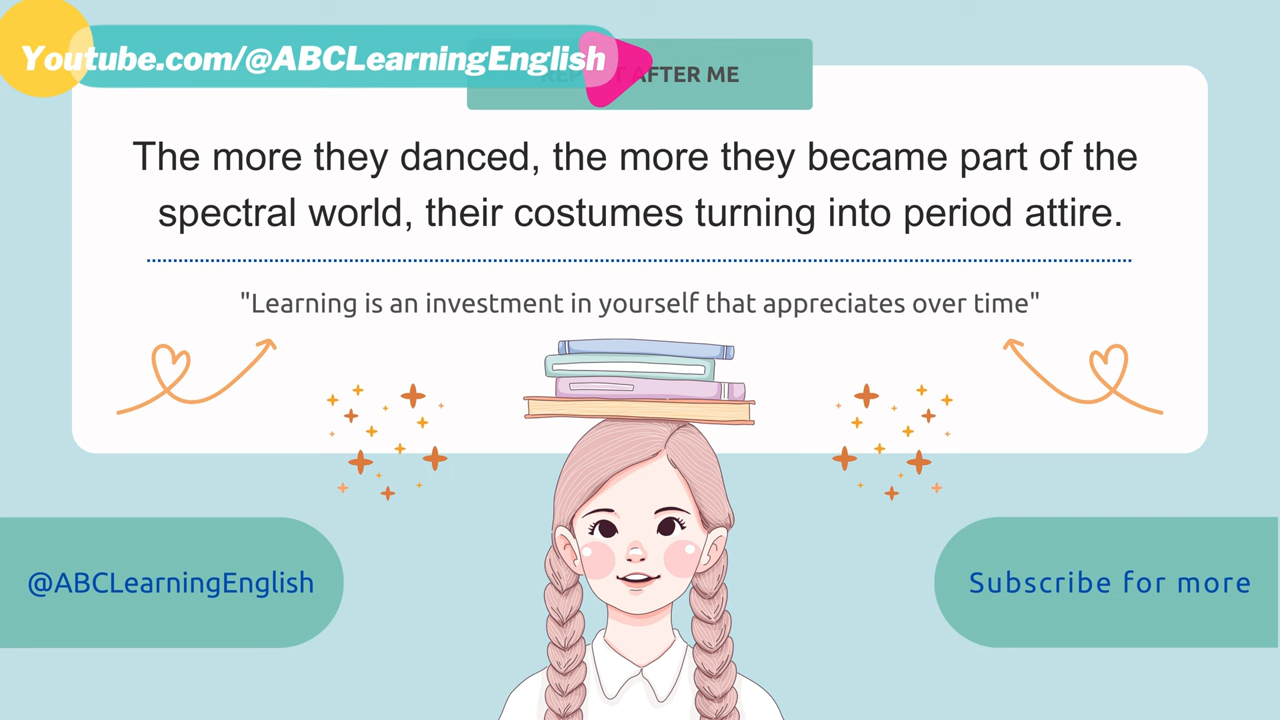 Youtube.com/@ABCLearningEnglish
AFTER ME
The more they danced, the more they became part of the
spectral world, their costumes turning into period attire.
"Learning is an investment in yourself that appreciates over time"
@ABCLearningEnglish
Subscribe for more